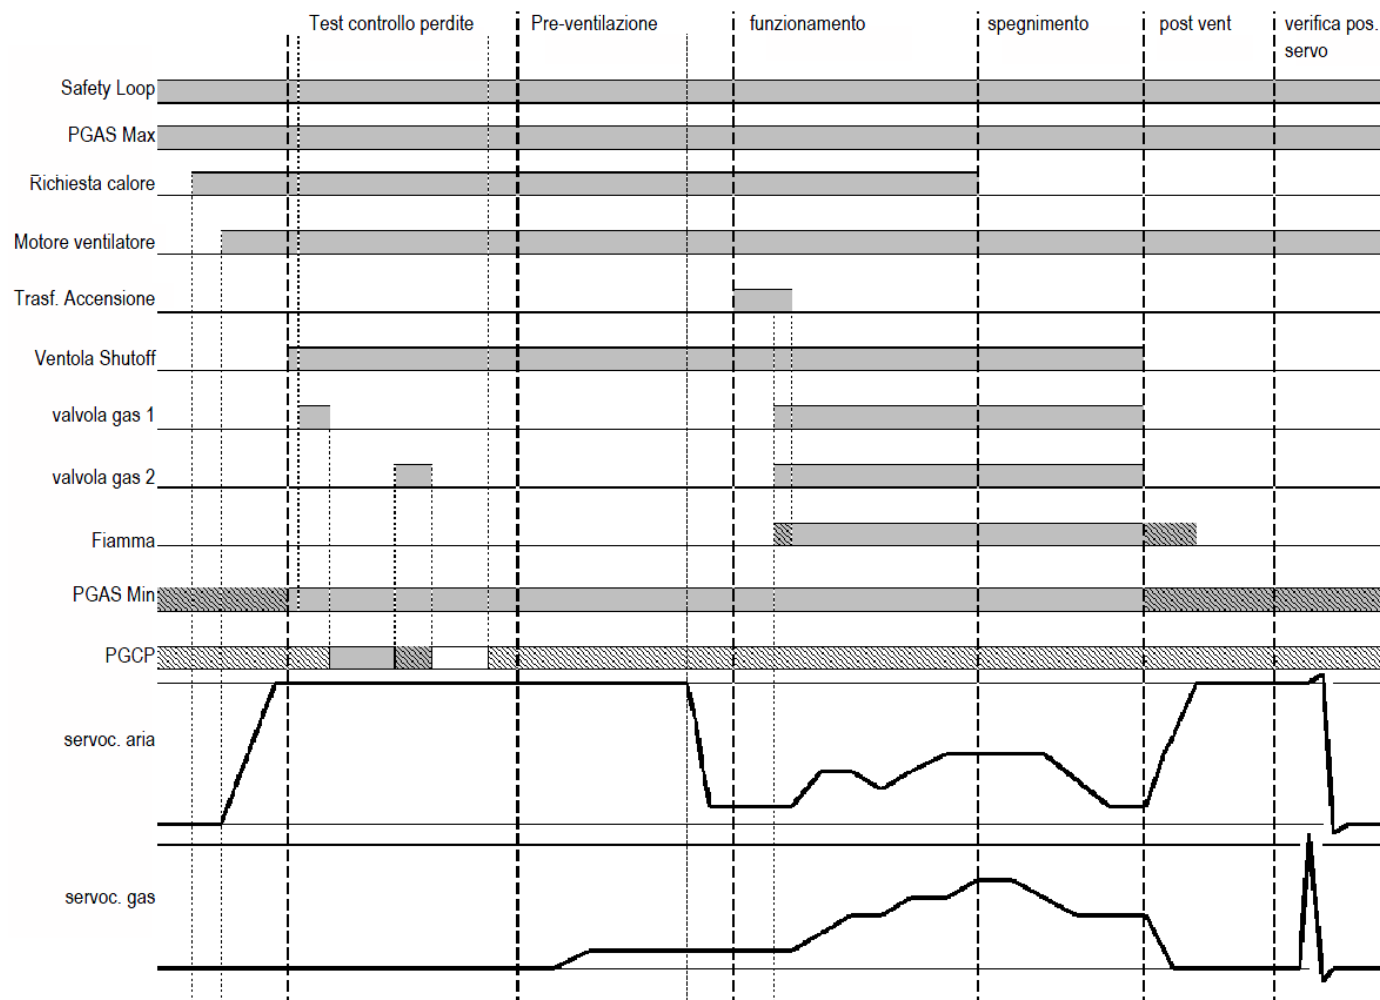 Test controllo perdite
Pre-ventilazione
funzionamento
spegnimento
post vent
verifica pos.
servo
Safety Loop
PGAS Max
Richiesta calore
Motore ventilatore
Trasf. Accensione
Ventola Shutoff
valvola gas 1
valvola gas 2
Fiamma
PGAS Min
PGCP
servoc. aria
servoc. gas